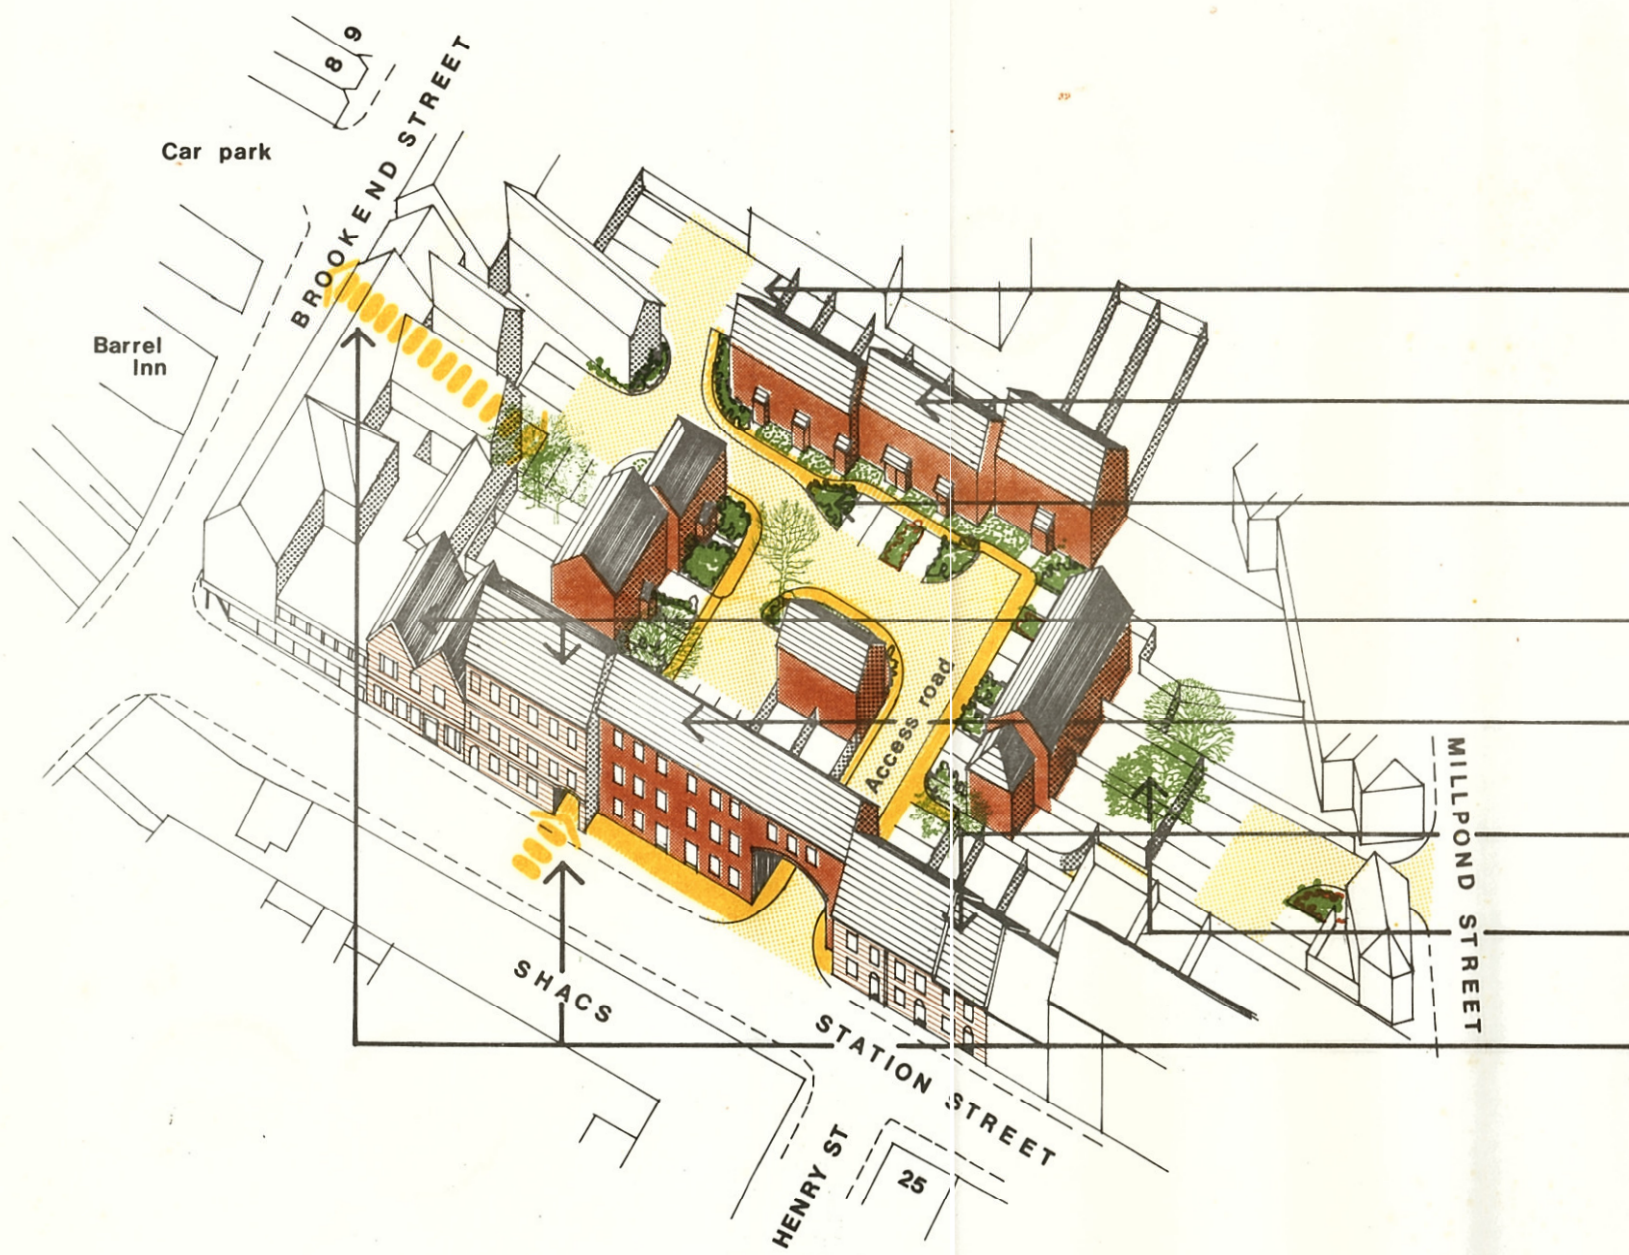 8 9
BROOKEND STREET
Car park
Barrel
Inn
Access road
MILLPOND STREET
SHACS
STATION STREET
HENRY ST
25